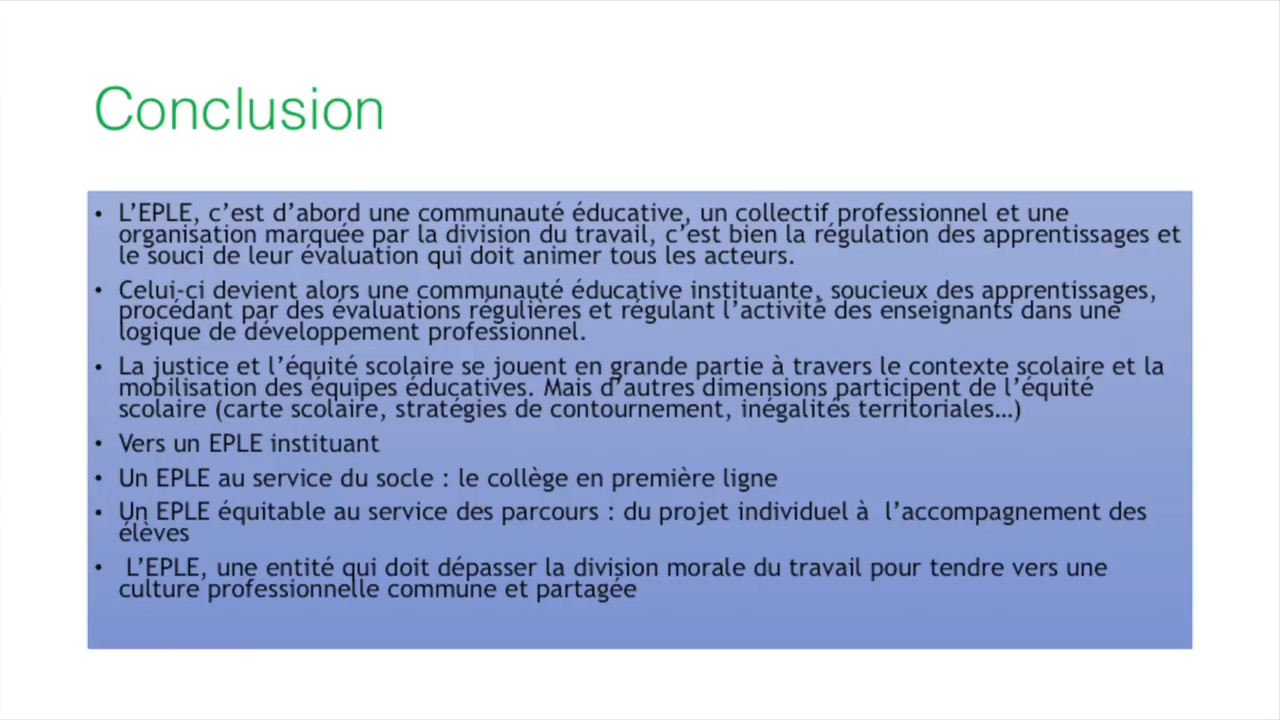 Conclusion
• L’EPLE, c’est d’abord une communauté éducative, un collectif professionnel et une
organisation marquée par la division du travail, c’est bien la régulation des apprentissages et
le souci de leur évaluation qui doit animer tous les acteurs.
• Celui-ci devient alors une communauté éducative instituante, soucieux des apprentissages,
procédant par des évaluations régulières et régulant l’activité des enseignants dans une
logique de développement professionnel.
• La justice et l’équité scolaire se jouent en grande partie à travers le contexte scolaire et la
mobilisation des équipes éducatives. Mais d’autres dimensions participent de l’équité
scolaire (carte scolaire, stratégies de contournement, inégalités territoriales…)
• Vers un EPLE instituant
• Un EPLE au service du socle : le collège en première ligne
• Un EPLE équitable au service des parcours : du projet individuel à l’accompagnement des
élèves
• L’EPLE, une entité qui doit dépasser la division morale du travail pour tendre vers une
culture professionnelle commune et partagée